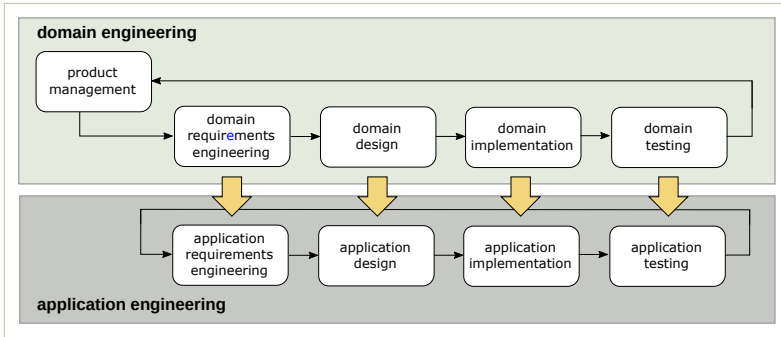 domain engineering
product
management
domain
requirements
engineering
domain
design
domain
implementation
domain
testing
application
requirements
engineering
application
design
application
implementation
application
testing
application engineering